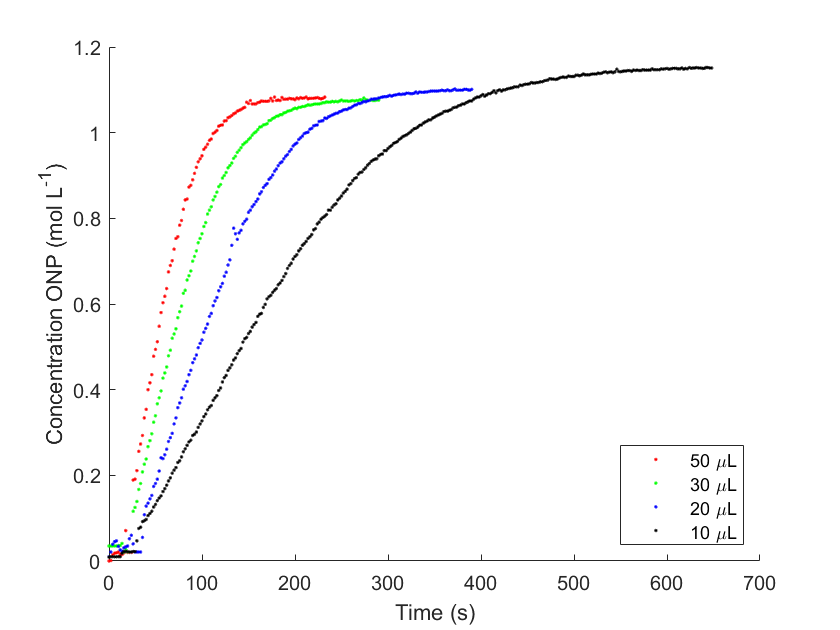 Concentration ONP (mol L-1)
1.2
1
0.8
0.6
0.4
0.2
0
0 100 200 300 400 500 600 700
Time (s)
50 μL
30 μL
20 μL
10 μL